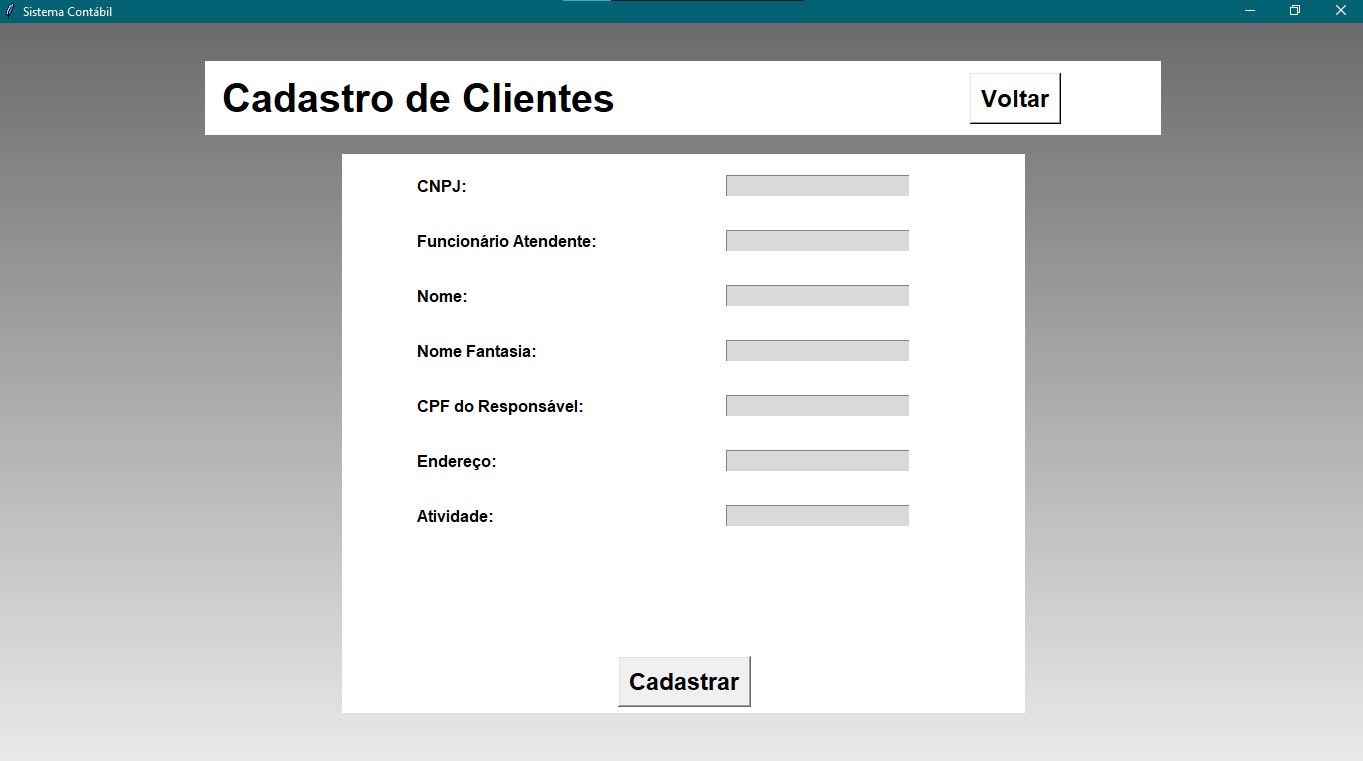 Sistema Contábil
Cadastro de Clientes
Voltar
CNPJ:
Funcionário Atendente:
Nome:
Nome Fantasia:
CPF do Responsável:
Endereço:
Atividade:
Cadastrar